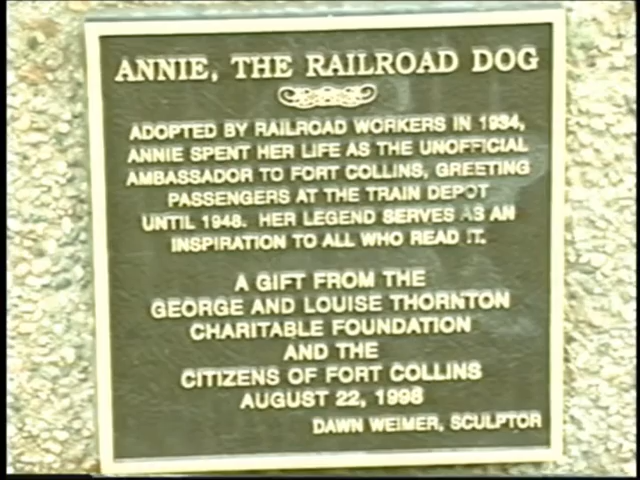 ANNIE, THE RAILROAD DOG
ADOPTED BY RAILROAD WORKERS IN 1934,
ANNIE SPENT HER LIFE AS THE UNOFFICIAL
AMBASSADOR TO FORT COLLINS, GREETING
PASSENGERS AT THE TRAIN DEPOT
UNTIL 1948. HER LEGEND SERVES AS AN
INSPIRATION TO ALL WHO READ IT.
A GIFT FROM THE
GEORGE AND LOUISE THORNTON
CHARITABLE FOUNDATION
AND THE
CITIZENS OF FORT COLLINS
AUGUST 22, 1998
DAWN WEIMER, SCULPTOR